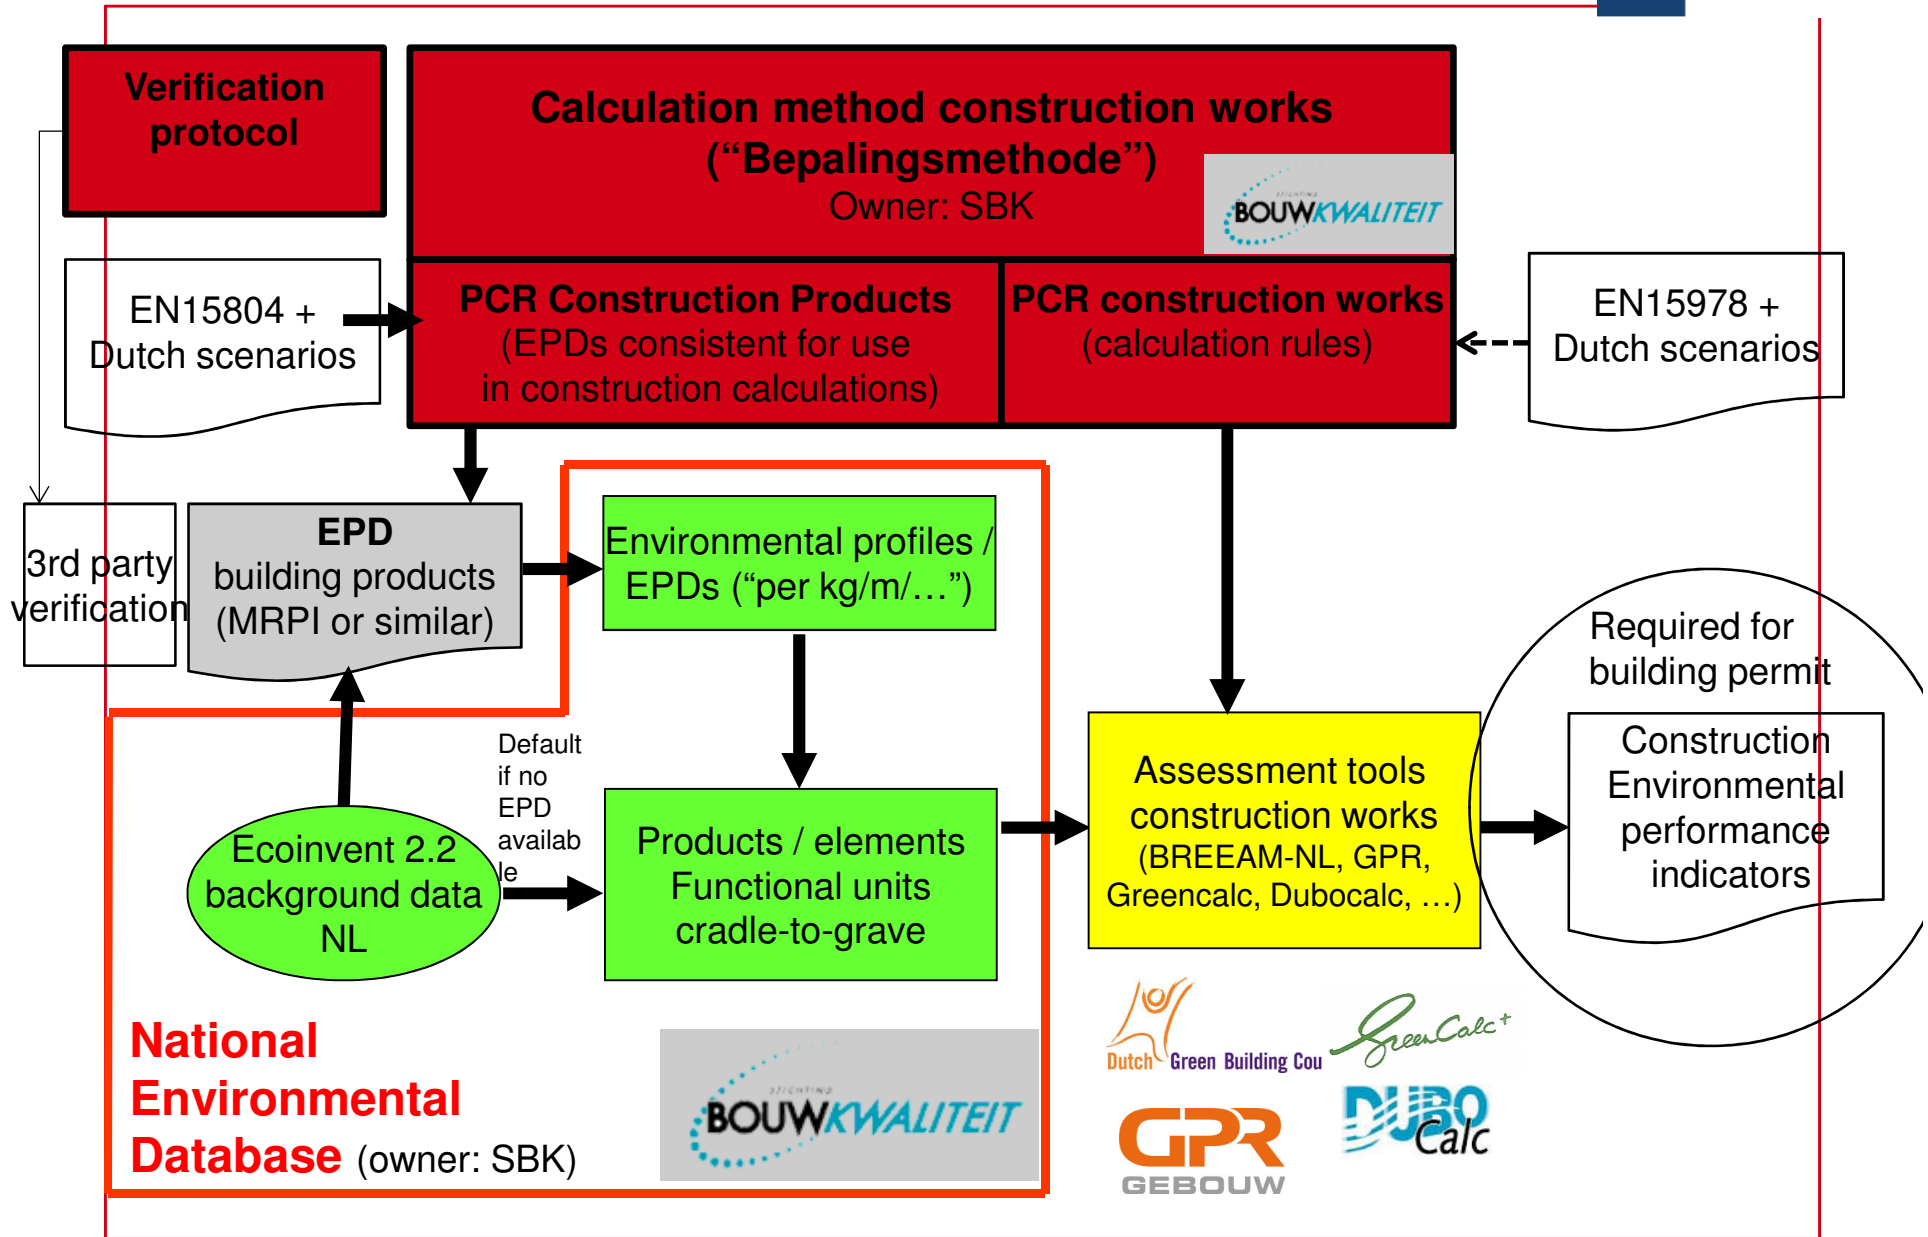 Verification
protocol
Calculation method construction works
(“Bepalingsmethode”)
Owner: SBK
STICHTING
BOUWKWALITEIT
EN15804 +
Dutch scenarios
PCR Construction Products
(EPDs consistent for use
in construction calculations)
PCR construction works
(calculation rules)
EN15978 +
Dutch scenarios
3rd party
verification
EPD
building products
(MRPI or similar)
Environmental profiles /
EPDs (“per kg/m/…”)
Required for
building permit
Default
if no
EPD
availab
le
Ecoinvent 2.2
background data
NL
Products / elements
Functional units
cradle-to-grave
Assessment tools
construction works
(BREEAM-NL, GPR,
Greencalc, Dubocalc, …)
Construction
Environmental
performance
indicators
National
Environmental
Database (owner: SBK)
STICHTING
BOUWKWALITEIT
Dutch Green Building Cou
GreenCalc+
GPR
GEBOUW
DUBO
Calc